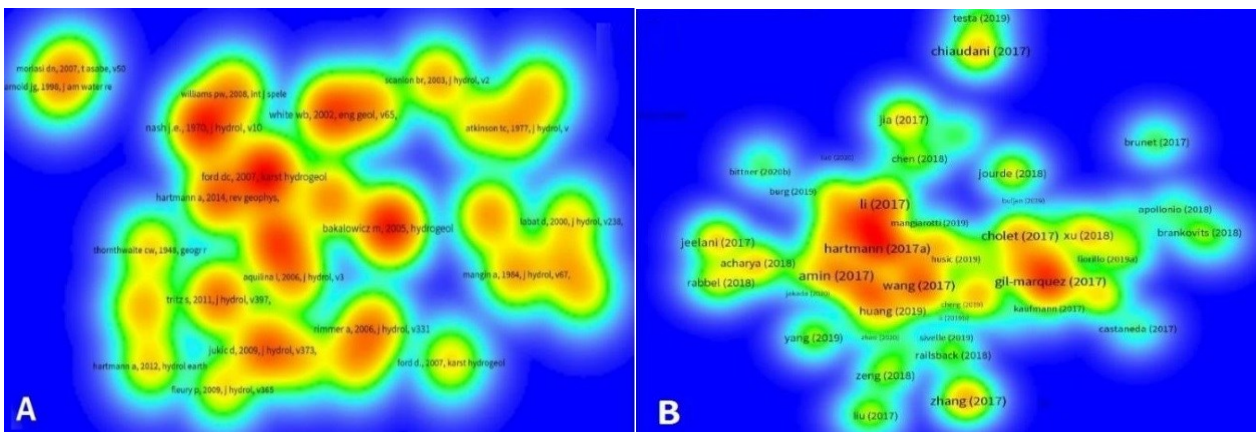 moriasi dn, 2007, t asabe, v50
arnold jg, 1998, j am water re
williams pw, 2008, int j spele
nash j.e., 1970, j hydrol, v10
white wb, 2002, eng geol, v65,
scanlon br, 2003, j hydrol, v2
atkinson tc, 1977, j hydrol, v
ford dc, 2007, karst hydrogeol
hartmann a, 2014, rev geophys,
bakalowicz m, 2005, hydrogeol
labat d, 2000, j hydrol, v238,
thornthwaite cw, 1948, geogr r
aquilina l, 2006, j hydrol, v3
mangin a, 1984, j hydrol, v67,
tritz s, 2011, j hydrol, v397,
rimmer a, 2006, j hydrol, v331
jukic d, 2009, j hydrol, v373,
hartmann a, 2012, hydrol earth
ford d., 2007, karst hydrogeol
fleury p, 2009, j hydrol, v365
A
testa (2019)
chiaudani (2017)
jia (2017)
brunet (2017)
chen (2018)
bittner (2020b)
jourde (2018)
berg (2019)
li (2017)
apollonio (2018)
mangiarotti (2019)
brankovits (2018)
cholet (2017)
xu (2018)
jeelani (2017)
hartmann (2017a)
husic (2019)
fiorillo (2019a)
acharya (2018)
amin (2017)
wang (2017)
gil-marquez (2017)
rabbel (2018)
jakada (2020)
cheng (2019)
kaufmann (2017)
huang (2019)
castaneda (2017)
yang (2019)
sivelle (2019)
railsback (2018)
zeng (2018)
zhang (2017)
liu (2017)
B